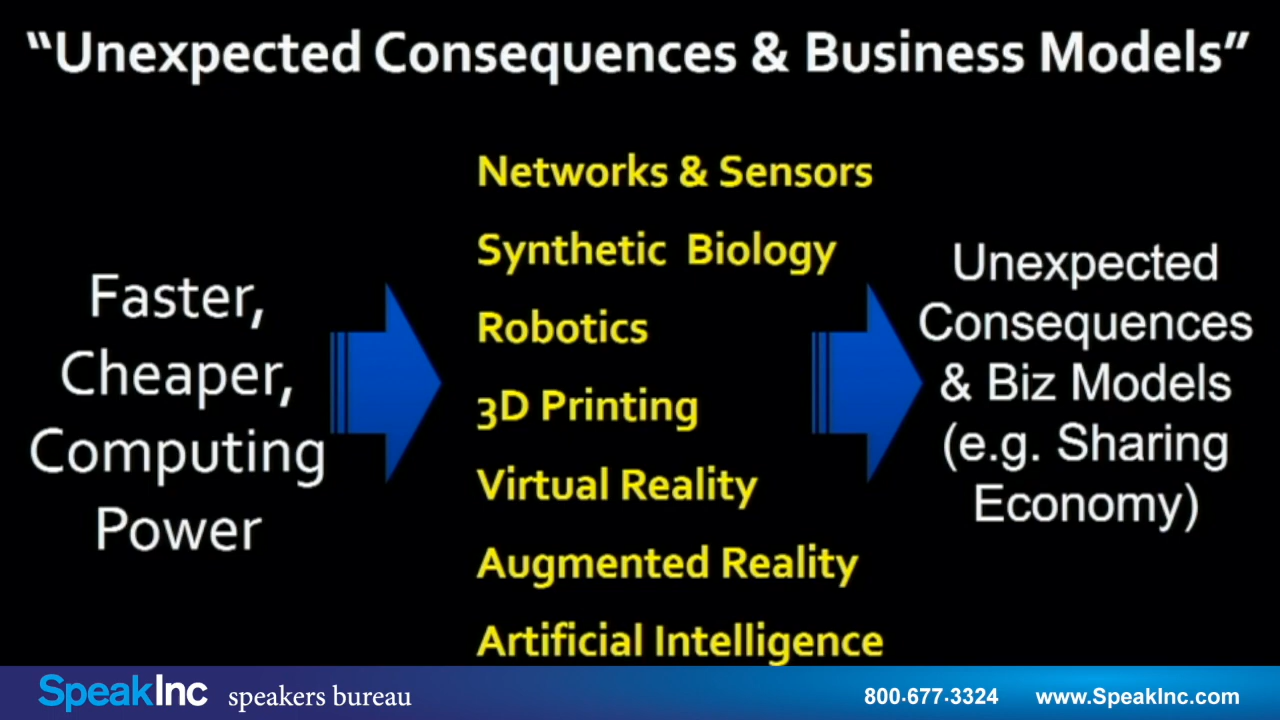 “Unexpected Consequences & Business Models”
Faster,
Cheaper,
Computing
Power
Networks & Sensors
Synthetic Biology
Robotics
3D Printing
Virtual Reality
Augmented Reality
Artificial Intelligence
Unexpected
Consequences
& Biz Models
(e.g. Sharing
Economy)
SpeakInc speakers bureau
800-677-3324 www.SpeakInc.com